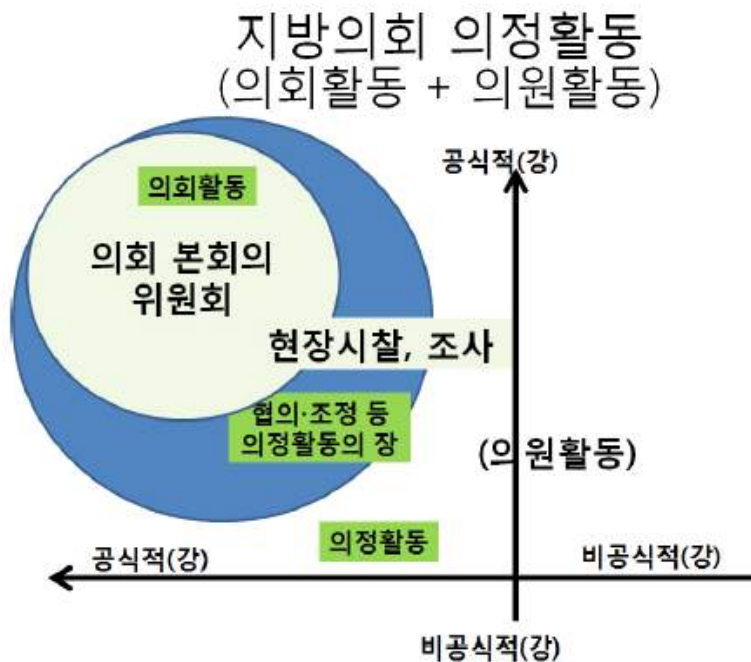 지방의회 의정활동
(의회활동 + 의원활동)
공식적(강)
의회활동
의회 본회의
위원회
현장시찰, 조사
협의·조정 등
의정활동의 장
(의원활동)
의정활동
공식적(강)
비공식적(강)
비공식적(강)